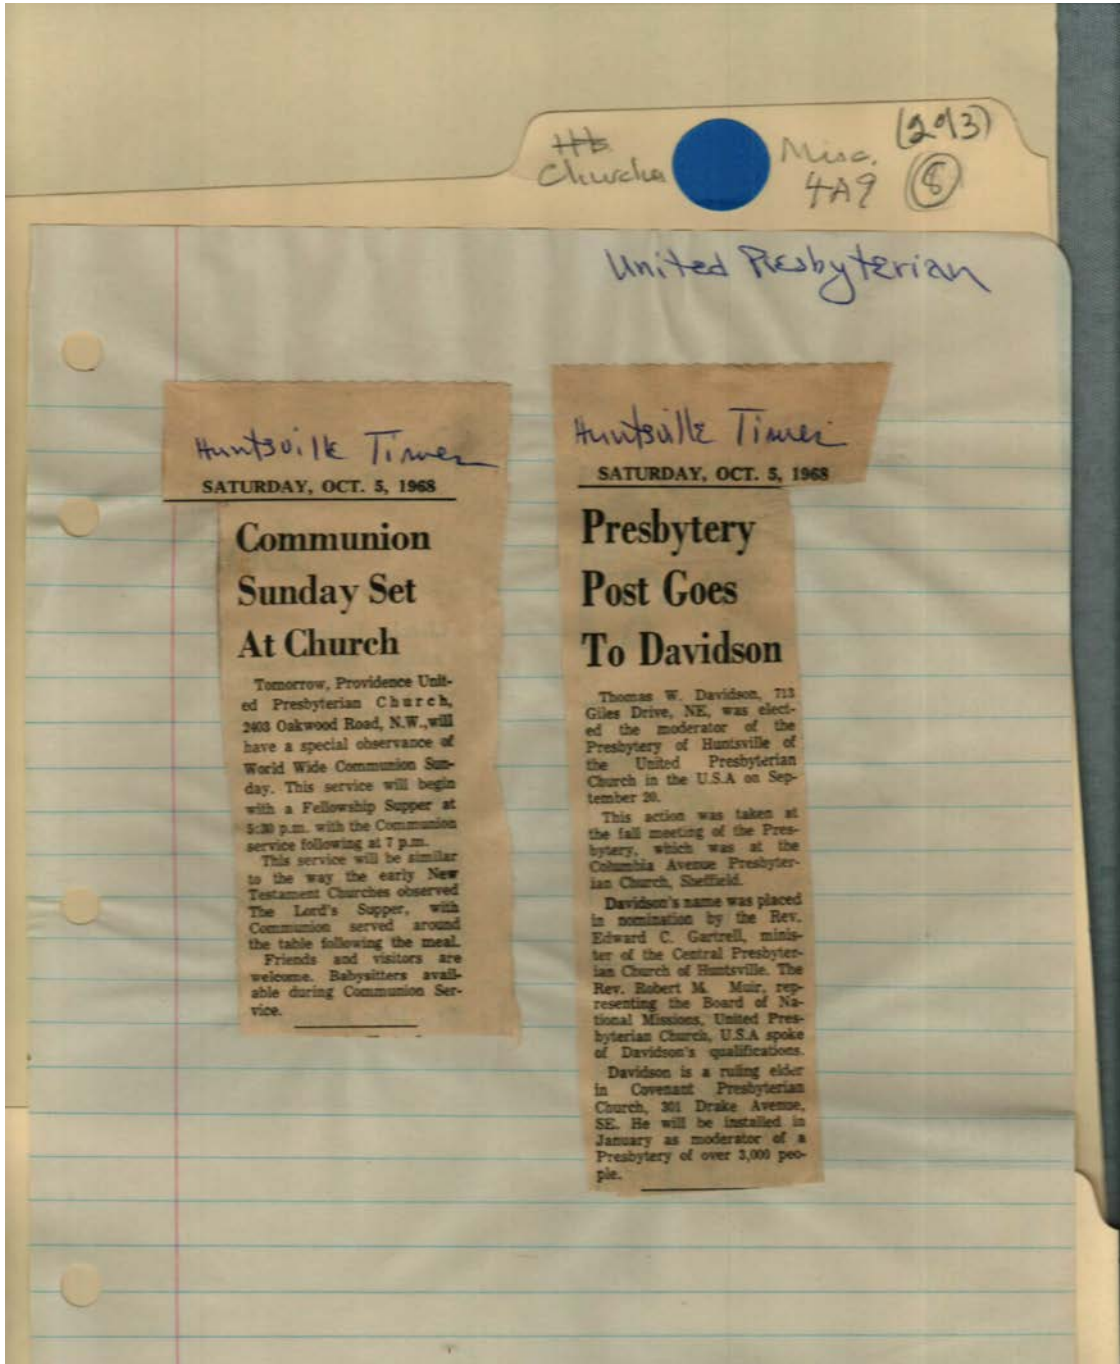 Churches
Misc.
4A9
(2 of 3)
8
United Presbyterian
Huntsville Times
SATURDAY, OCT. 5, 1968
Communion
Sunday Set
At Church
Tomorrow, Providence Unit-
ed Presbyterian Church,
2403 Oakwood Road, N.W.,will
have a special observance of
World Wide Communion Sun-
day. This service will begin
with a Fellowship Supper at
5:30 p.m. with the Communion
service following at 7 p.m.
This service will be similar
to the way the early New
Testament Churches observed
The Lord's Supper, with
Communion served around
the table following the meal.
Friends and visitors are
welcome. Babysitters avail-
able during Communion Ser-
vice.
Huntsville Times
SATURDAY, OCT. 5, 1968
Presbytery
Post Goes
To Davidson
Thomas W. Davidson, 713
Giles Drive, NE, was elect-
ed the moderator of the
Presbytery of Huntsville of
the United Presbyterian
Church in the U.S.A on Sep-
tember 20.
This action was taken at
the fall meeting of the Pres-
bytery, which was at the
Columbia Avenue Presbyter-
ian Church, Sheffield.
Davidson's name was placed
in nomination by the Rev.
Edward C. Gartrell, minis-
ter of the Central Presbyter-
ian Church of Huntsville. The
Rev. Robert M. Muir, rep-
resenting the Board of Na-
tional Missions, United Pres-
byterian Church, U.S.A spoke
of Davidson's qualifications.
Davidson is a ruling elder
in Covenant Presbyterian
Church, 301 Drake Avenue,
SE. He will be installed in
January as moderator of a
Presbytery of over 3,000 peo-
ple.